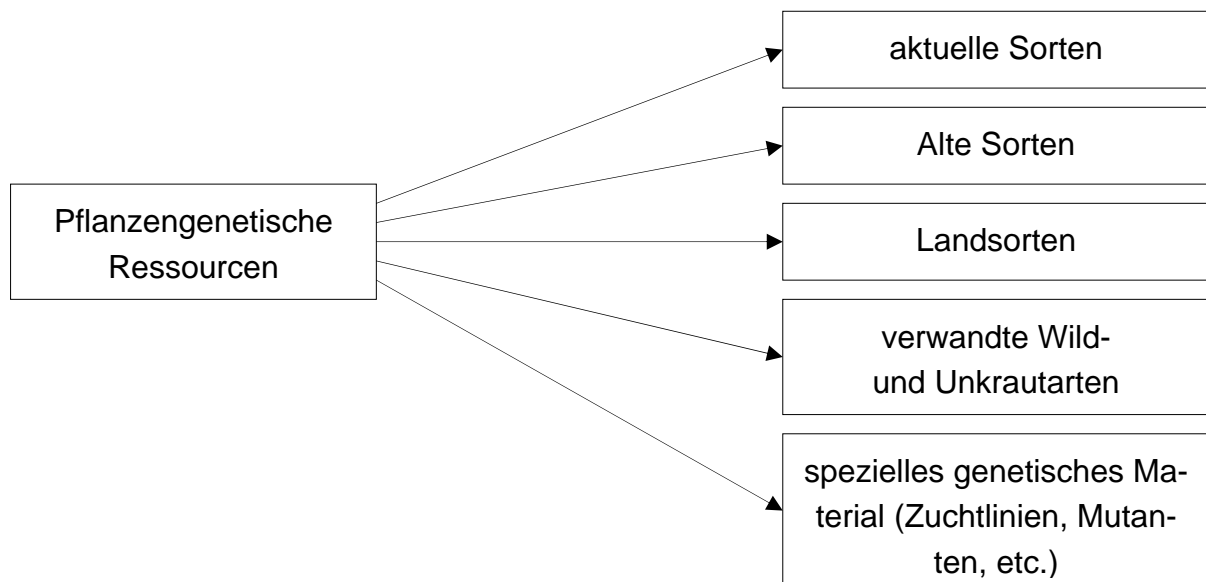 Pflanzengenetische
Ressourcen
aktuelle Sorten
Alte Sorten
Landsorten
verwandte Wild-
und Unkrautarten
spezielles genetisches Ma-
terial (Zuchtlinien, Mutan-
ten, etc.)